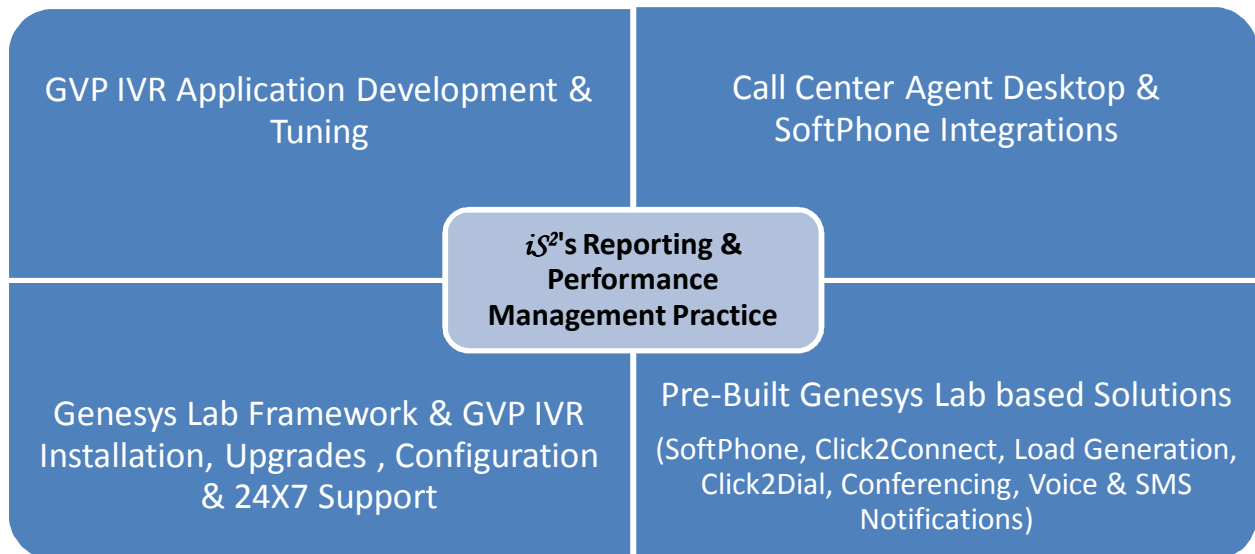 GVP IVR Application Development &
Tuning
Call Center Agent Desktop &
SoftPhone Integrations
iS²'s Reporting &
Performance
Management Practice
Genesys Lab Framework & GVP IVR
Installation, Upgrades , Configuration
& 24X7 Support
Pre-Built Genesys Lab based Solutions
(SoftPhone, Click2Connect, Load Generation,
Click2Dial, Conferencing, Voice & SMS
Notifications)